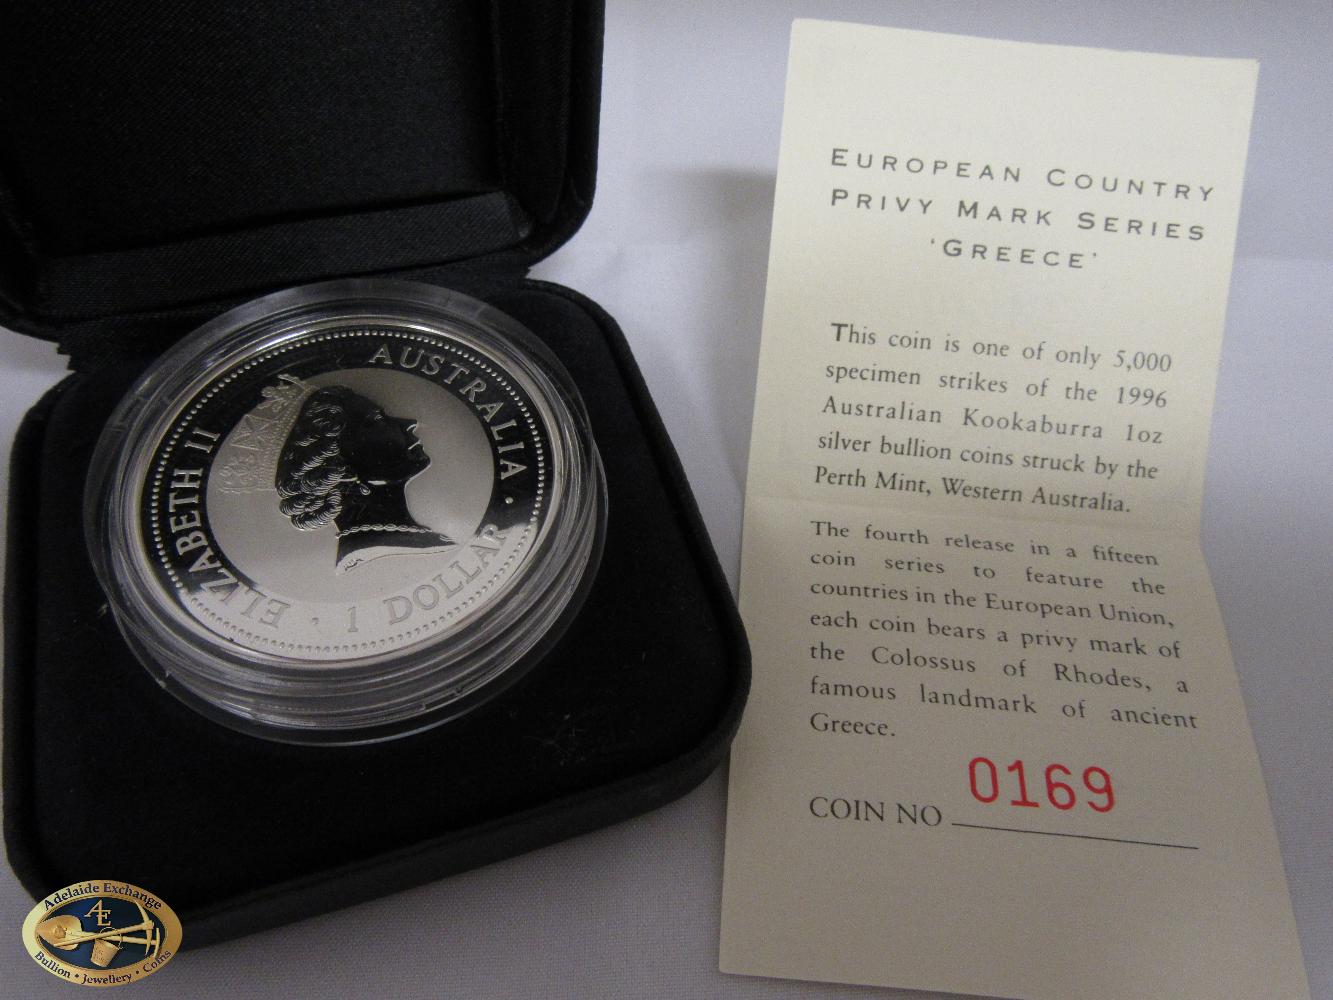 ELIZABETH II
AUSTRALIA
1 DOLLAR
EUROPEAN COUNTRY
PRIVY MARK SERIES
'GREECE'
This coin is one of only 5,000
specimen strikes of the 1996
Australian Kookaburra 1oz
silver bullion coins struck by the
Perth Mint, Western Australia.
The fourth release in a fifteen
coin series to feature the
countries in the European Union,
each coin bears a privy mark of
the Colossus of Rhodes, a
famous landmark of ancient
Greece.
0169
COIN NO
Adelaide Exchange
AE
Bullion • Jewellery • Coins